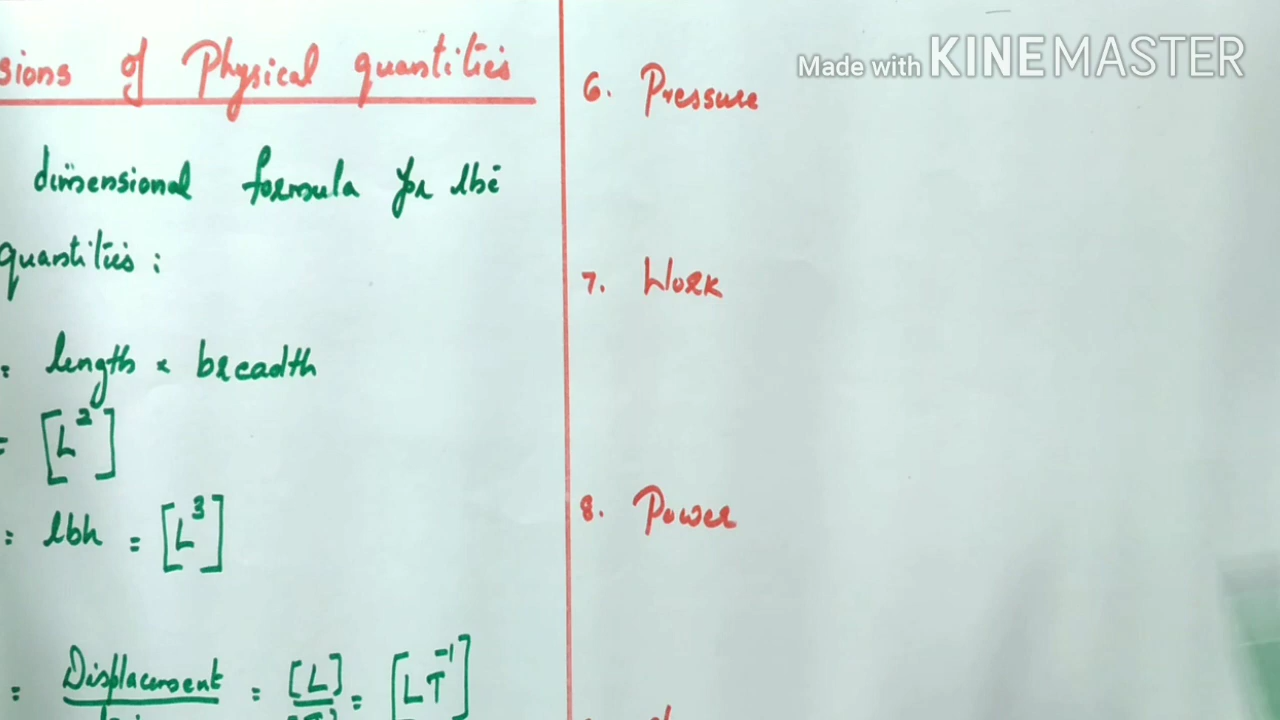 sions of Physical quantities
dimensional formula for the
quantities :
= length × breadth
= [L²]
= lbh = [L³]
= Displacement = [L] = [LT⁻¹]
Made with KINEMASTER
6. Pressure
7. Work
8. Power